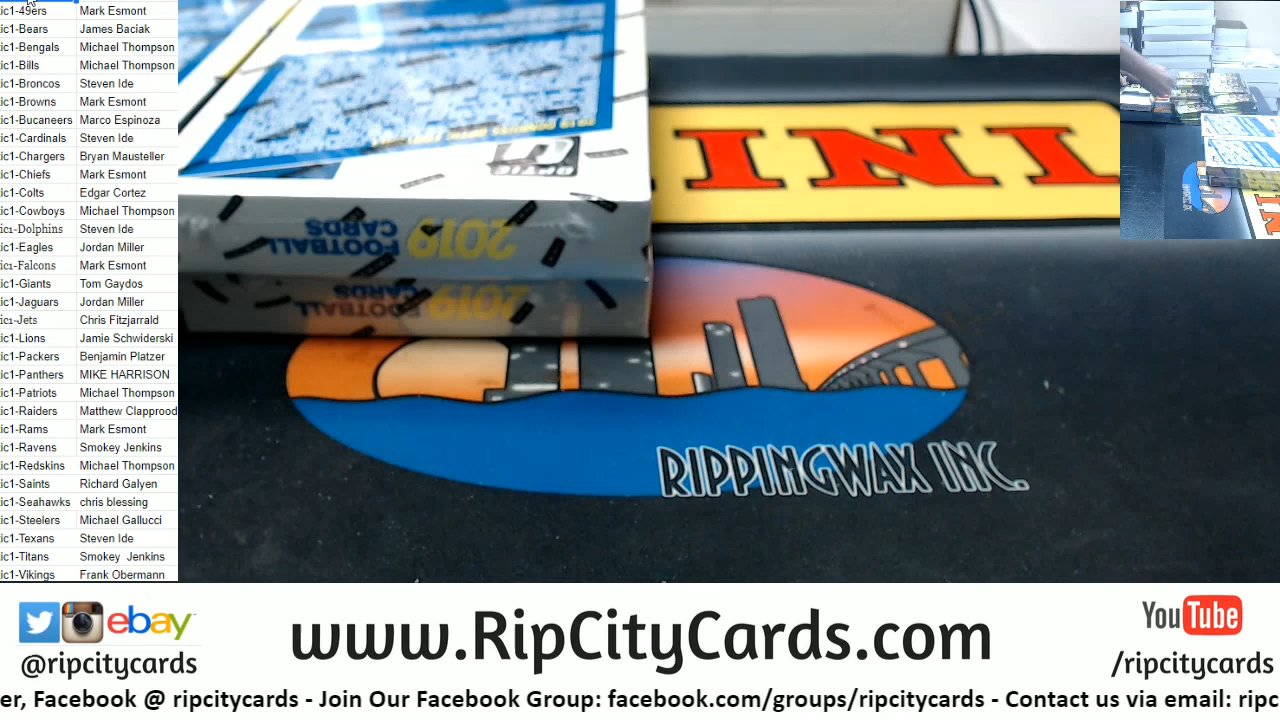 ic1-49ers Mark Esmont
ic1-Bears James Baciak
ic1-Bengals Michael Thompson
ic1-Bills Michael Thompson
ic1-Broncos Steven Ide
ic1-Browns Mark Esmont
ic1-Bucaneers Marco Espinoza
ic1-Cardinals Steven Ide
ic1-Chargers Bryan Mausteller
ic1-Chiefs Mark Esmont
ic1-Colts Edgar Cortez
ic1-Cowboys Michael Thompson
ic1-Dolphins Steven Ide
ic1-Eagles Jordan Miller
ic1-Falcons Mark Esmont
ic1-Giants Tom Gaydos
ic1-Jaguars Jordan Miller
ic1-Jets Chris Fitzjarrald
ic1-Lions Jamie Schwiderski
ic1-Packers Benjamin Platzer
ic1-Panthers MIKE HARRISON
ic1-Patriots Michael Thompson
ic1-Raiders Matthew Clapprood
ic1-Rams Mark Esmont
ic1-Ravens Smokey Jenkins
ic1-Redskins Michael Thompson
ic1-Saints Richard Galyen
ic1-Seahawks chris blessing
ic1-Steelers Michael Gallucci
ic1-Texans Steven Ide
ic1-Titans Smokey Jenkins
ic1-Vikings Frank Obermann
OPTIC
2019 FOOTBALL
CARDS
2019 FOOTBALL
CARDS
INI
RIPPINGWAX INC.
ebay
@ripcitycards
www.RipCityCards.com
YouTube
/ripcitycards
er, Facebook @ ripcitycards - Join Our Facebook Group: facebook.com/groups/ripcitycards - Contact us via email: ripc